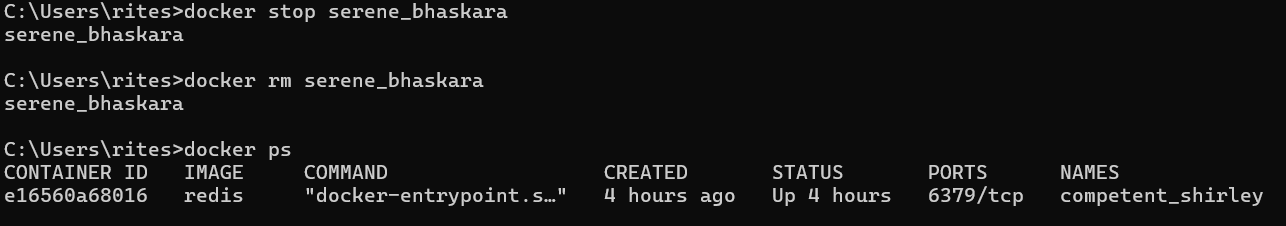 C:\Users\rites>docker stop serene_bhaskara
serene_bhaskara
C:\Users\rites>docker rm serene_bhaskara
serene_bhaskara
C:\Users\rites>docker ps
CONTAINER ID   IMAGE     COMMAND                  CREATED       STATUS       PORTS      NAMES
e16560a68016   redis     "docker-entrypoint.s…"   4 hours ago   Up 4 hours   6379/tcp   competent_shirley